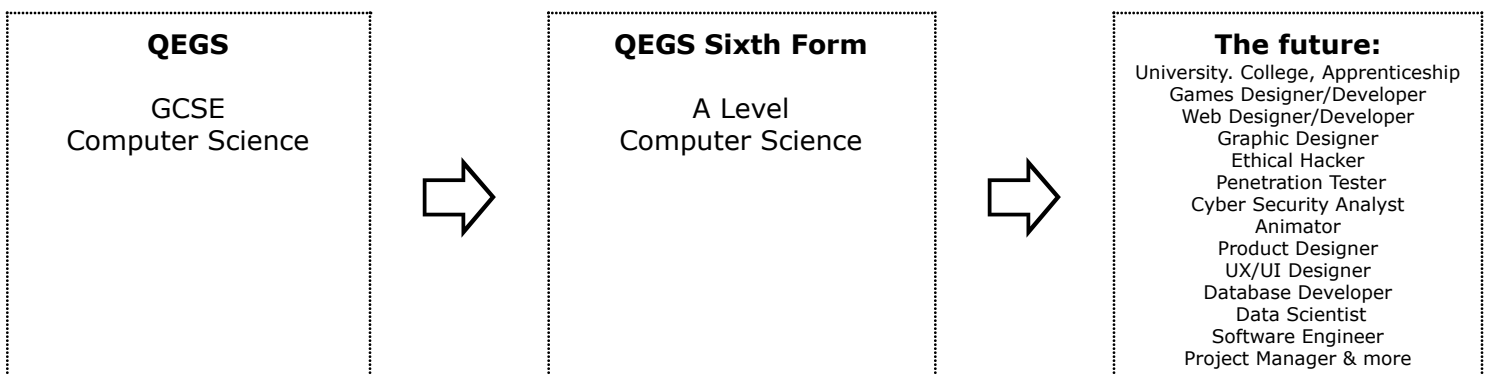 QEGS
GCSE
Computer Science
QEGS Sixth Form
A Level
Computer Science
The future:
University. College, Apprenticeship
Games Designer/Developer
Web Designer/Developer
Graphic Designer
Ethical Hacker
Penetration Tester
Cyber Security Analyst
Animator
Product Designer
UX/UI Designer
Database Developer
Data Scientist
Software Engineer
Project Manager & more